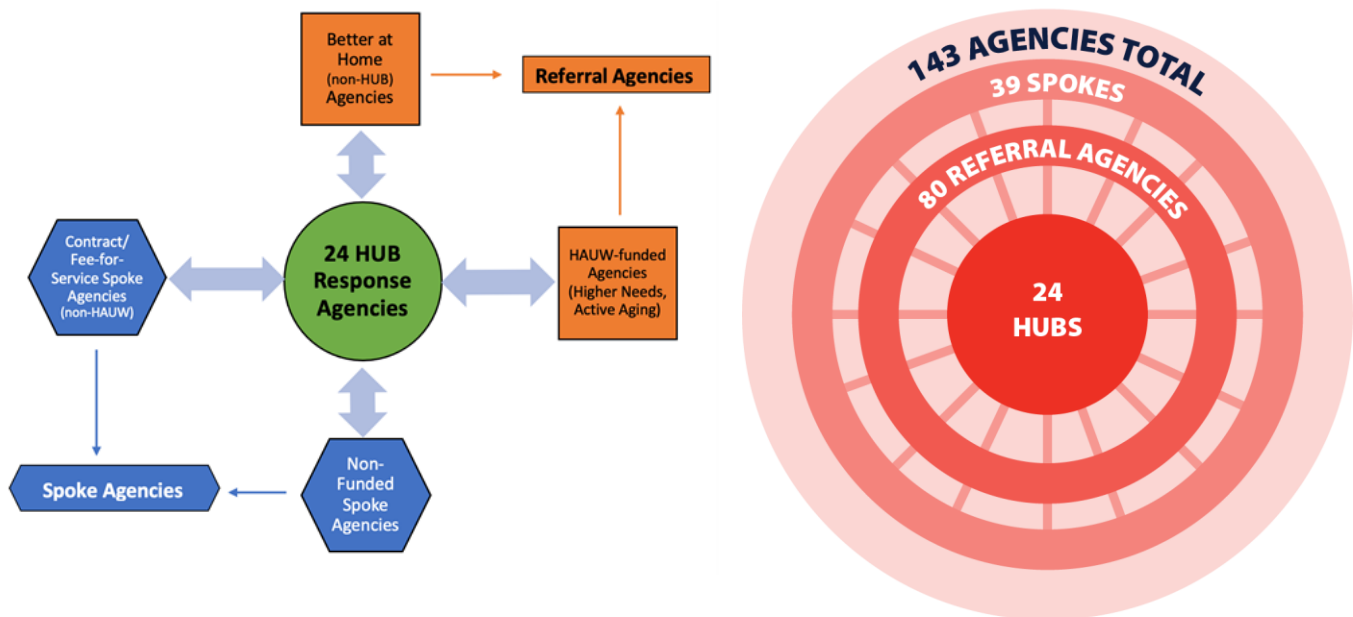 Better at
Home
(non-HUB)
Agencies
Referral Agencies
Contract/
Fee-for-
Service Spoke
Agencies
(non-HAUW)
24 HUB
Response
Agencies
HAUW-funded
Agencies
(Higher Needs,
Active Aging)
Spoke Agencies
Non-
Funded
Spoke
Agencies
143 AGENCIES TOTAL
39 SPOKES
80 REFERRAL AGENCIES
24
HUBS